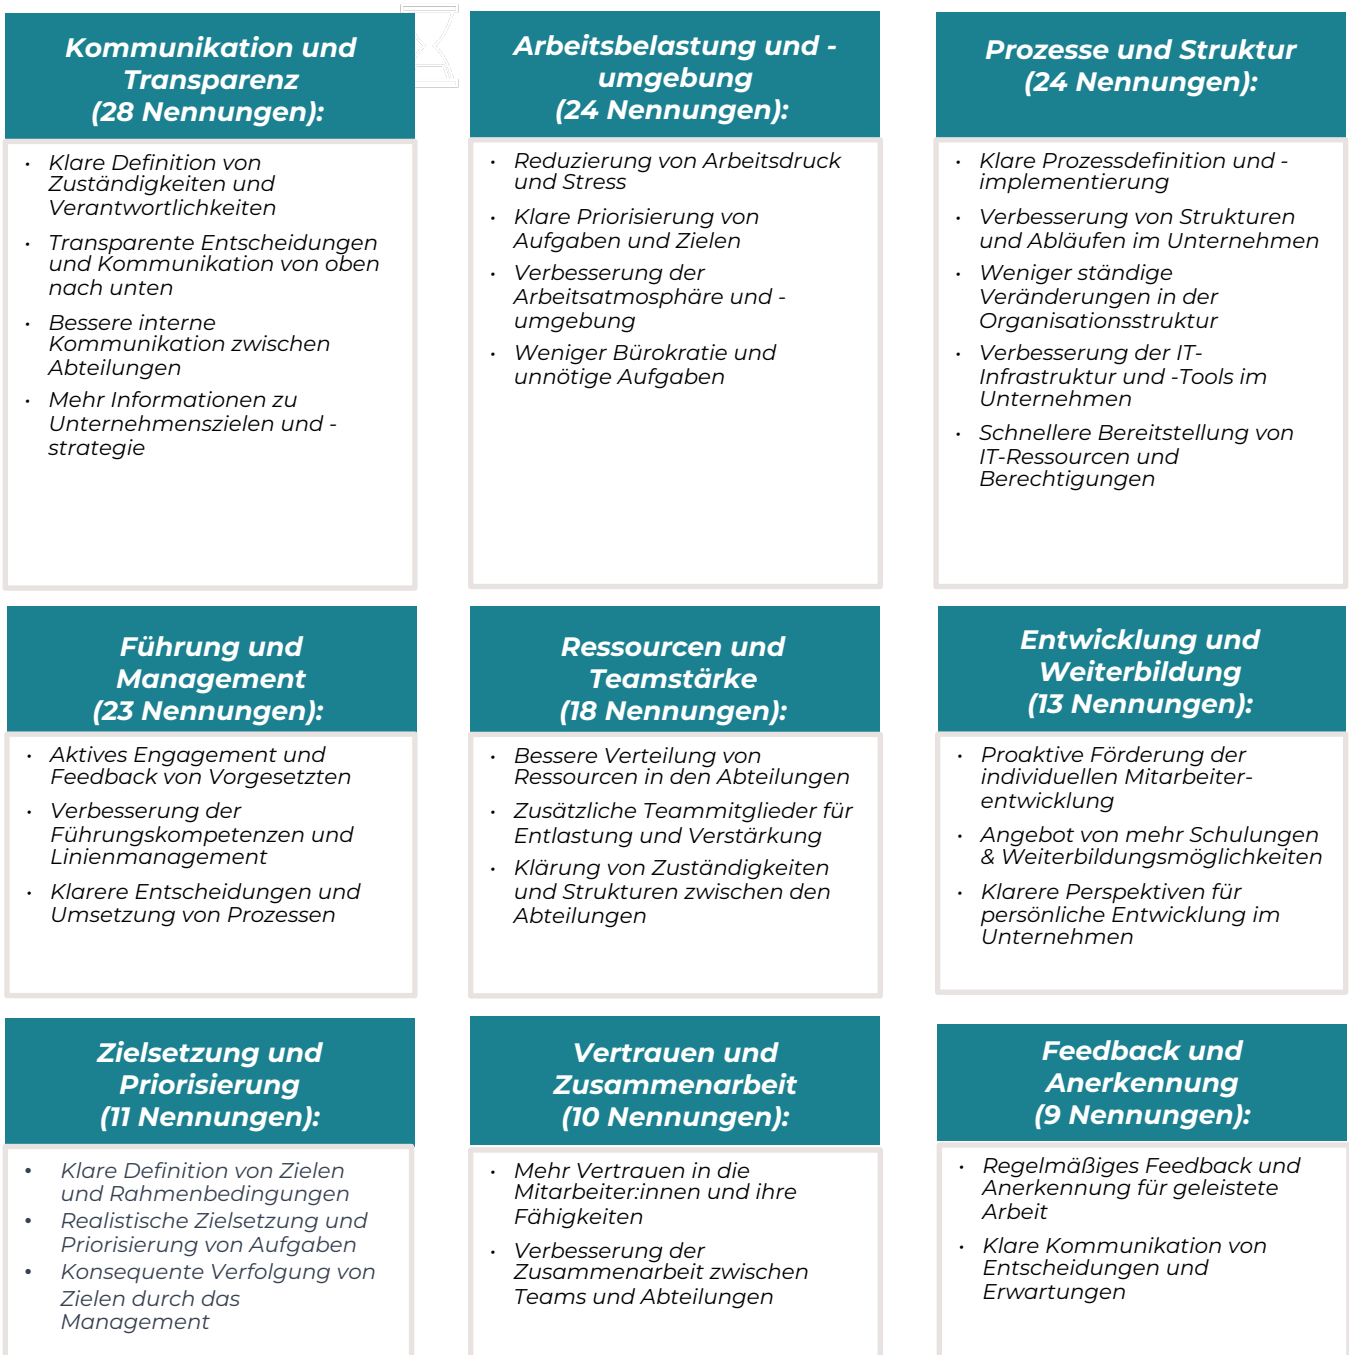 Kommunikation und
Transparenz
(28 Nennungen):
• Klare Definition von
Zuständigkeiten und
Verantwortlichkeiten
• Transparente Entscheidungen
und Kommunikation von oben
nach unten
• Bessere interne
Kommunikation zwischen
Abteilungen
• Mehr Informationen zu
Unternehmenszielen und -
strategie
Arbeitsbelastung und -
umgebung
(24 Nennungen):
• Reduzierung von Arbeitsdruck
und Stress
• Klare Priorisierung von
Aufgaben und Zielen
• Verbesserung der
Arbeitsatmosphäre und -
umgebung
• Weniger Bürokratie und
unnötige Aufgaben
Prozesse und Struktur
(24 Nennungen):
• Klare Prozessdefinition und -
implementierung
• Verbesserung von Strukturen
und Abläufen im Unternehmen
• Weniger ständige
Veränderungen in der
Organisationsstruktur
• Verbesserung der IT-
Infrastruktur und -Tools im
Unternehmen
• Schnellere Bereitstellung von
IT-Ressourcen und
Berechtigungen
Führung und
Management
(23 Nennungen):
• Aktives Engagement und
Feedback von Vorgesetzten
• Verbesserung der
Führungskompetenzen und
Linienmanagement
• Klarere Entscheidungen und
Umsetzung von Prozessen
Ressourcen und
Teamstärke
(18 Nennungen):
• Bessere Verteilung von
Ressourcen in den Abteilungen
• Zusätzliche Teammitglieder für
Entlastung und Verstärkung
• Klärung von Zuständigkeiten
und Strukturen zwischen den
Abteilungen
Entwicklung und
Weiterbildung
(13 Nennungen):
• Proaktive Förderung der
individuellen Mitarbeiter-
entwicklung
• Angebot von mehr Schulungen
& Weiterbildungsmöglichkeiten
• Klarere Perspektiven für
persönliche Entwicklung im
Unternehmen
Zielsetzung und
Priorisierung
(11 Nennungen):
• Klare Definition von Zielen
und Rahmenbedingungen
• Realistische Zielsetzung und
Priorisierung von Aufgaben
• Konsequente Verfolgung von
Zielen durch das
Management
Vertrauen und
Zusammenarbeit
(10 Nennungen):
• Mehr Vertrauen in die
Mitarbeiter:innen und ihre
Fähigkeiten
• Verbesserung der
Zusammenarbeit zwischen
Teams und Abteilungen
Feedback und
Anerkennung
(9 Nennungen):
• Regelmäßiges Feedback und
Anerkennung für geleistete
Arbeit
• Klare Kommunikation von
Entscheidungen und
Erwartungen